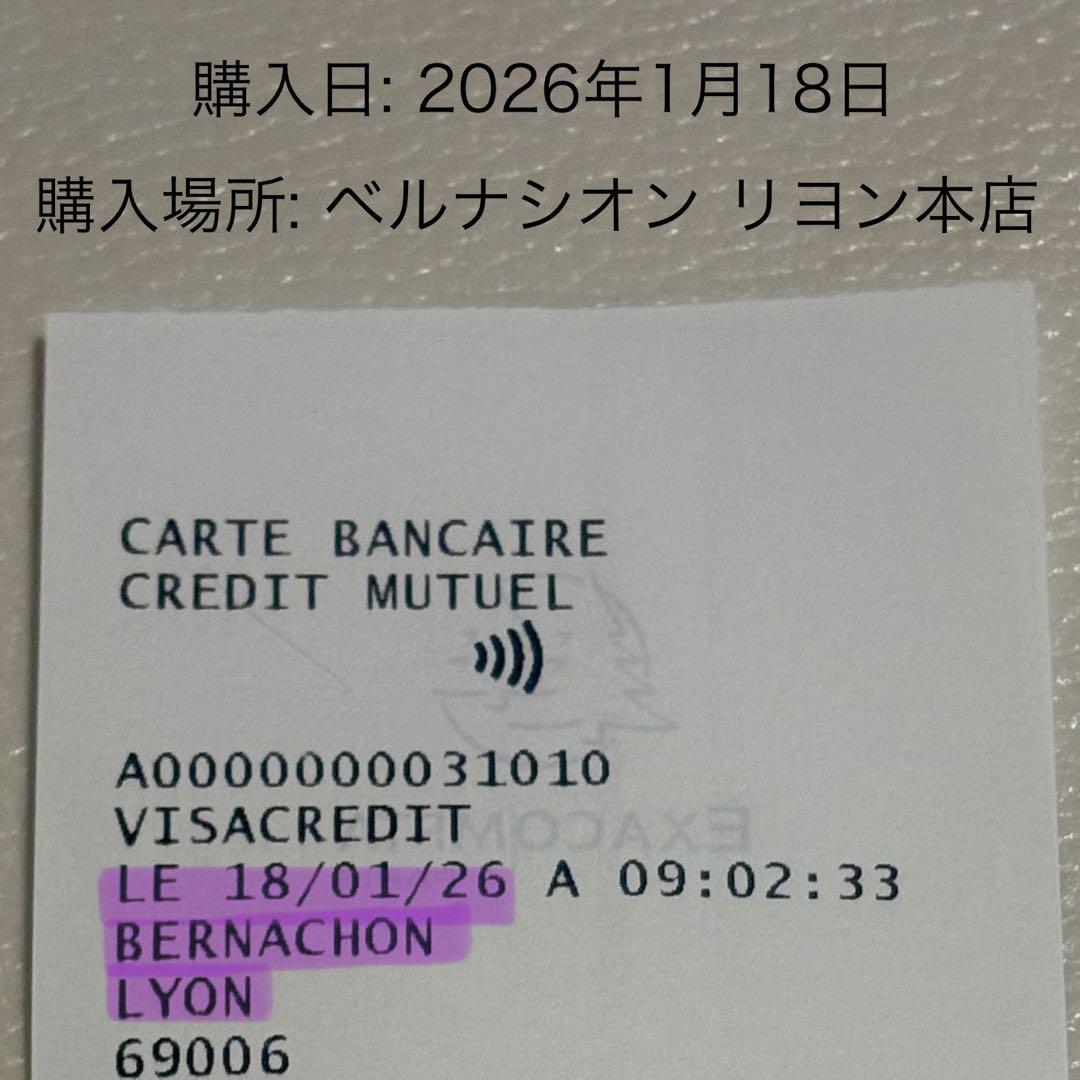 購入日: 2026年1月18日
購入場所: ベルナシオン リヨン本店
CARTE BANCAIRE
CREDIT MUTUEL
A0000000031010
VISACREDIT
LE 18/01/26 A 09:02:33
BERNACHON
LYON
69006